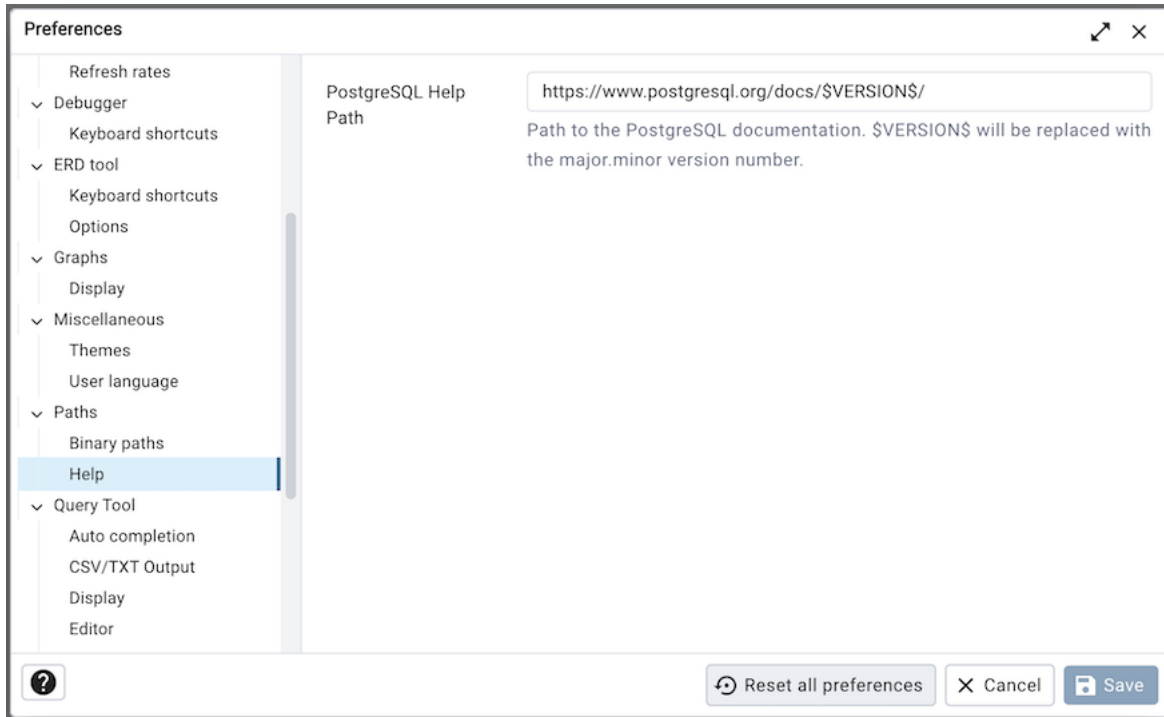 Preferences
Refresh rates
Debugger
Keyboard shortcuts
ERD tool
Keyboard shortcuts
Options
Graphs
Display
Miscellaneous
Themes
User language
Paths
Binary paths
Help
Query Tool
Auto completion
CSV/TXT Output
Display
Editor
PostgreSQL Help
Path
https://www.postgresql.org/docs/$VERSION$/
Path to the PostgreSQL documentation. $VERSION$ will be replaced with
the major.minor version number.
?
Reset all preferences
Cancel
Save